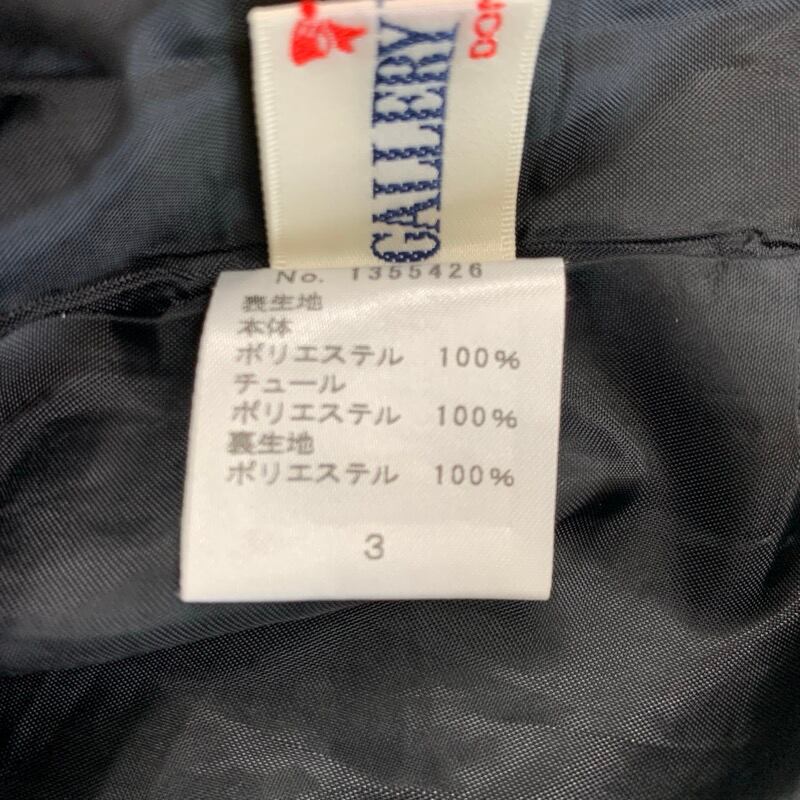 GALLERY
No. 1355426
表生地
本体
ポリエステル 100%
チュール
ポリエステル 100%
裏生地
ポリエステル 100%
3